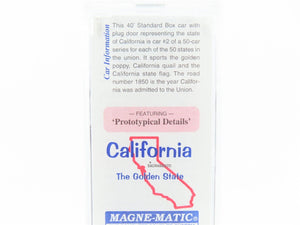 Car Information
This 40' Standard Box car with
plug door representing the state
of California is car #2 of a 50-car
series for each of the 50 states in
the union. It sports the golden
poppy, California quail and the
California state flag. The road
number 1850 is the year Califor-
nia was admitted to the Union.
— FEATURING —
'Prototypical Details'
California
SACRAMENTO
The Golden State
MAGNE-MATIC®